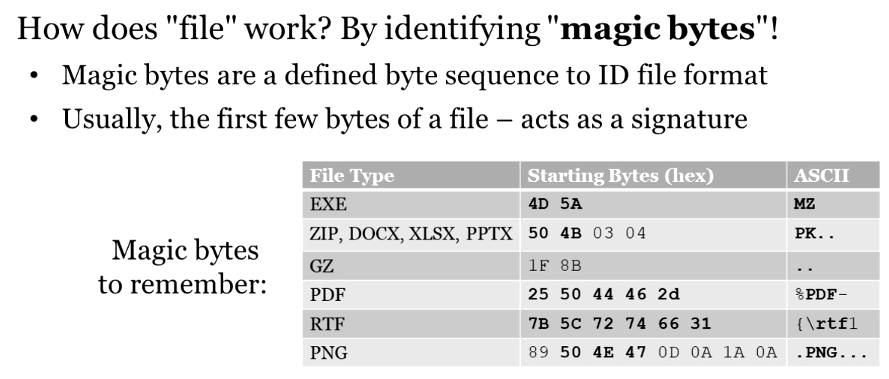 How does "file" work? By identifying "magic bytes"!
• Magic bytes are a defined byte sequence to ID file format
• Usually, the first few bytes of a file – acts as a signature
Magic bytes
to remember:
File Type Starting Bytes (hex) ASCII
EXE 4D 5A MZ
ZIP, DOCX, XLSX, PPTX 50 4B 03 04 PK..
GZ 1F 8B ..
PDF 25 50 44 46 2d %PDF-
RTF 7B 5C 72 74 66 31 {\rtf1
PNG 89 50 4E 47 0D 0A 1A 0A .PNG...